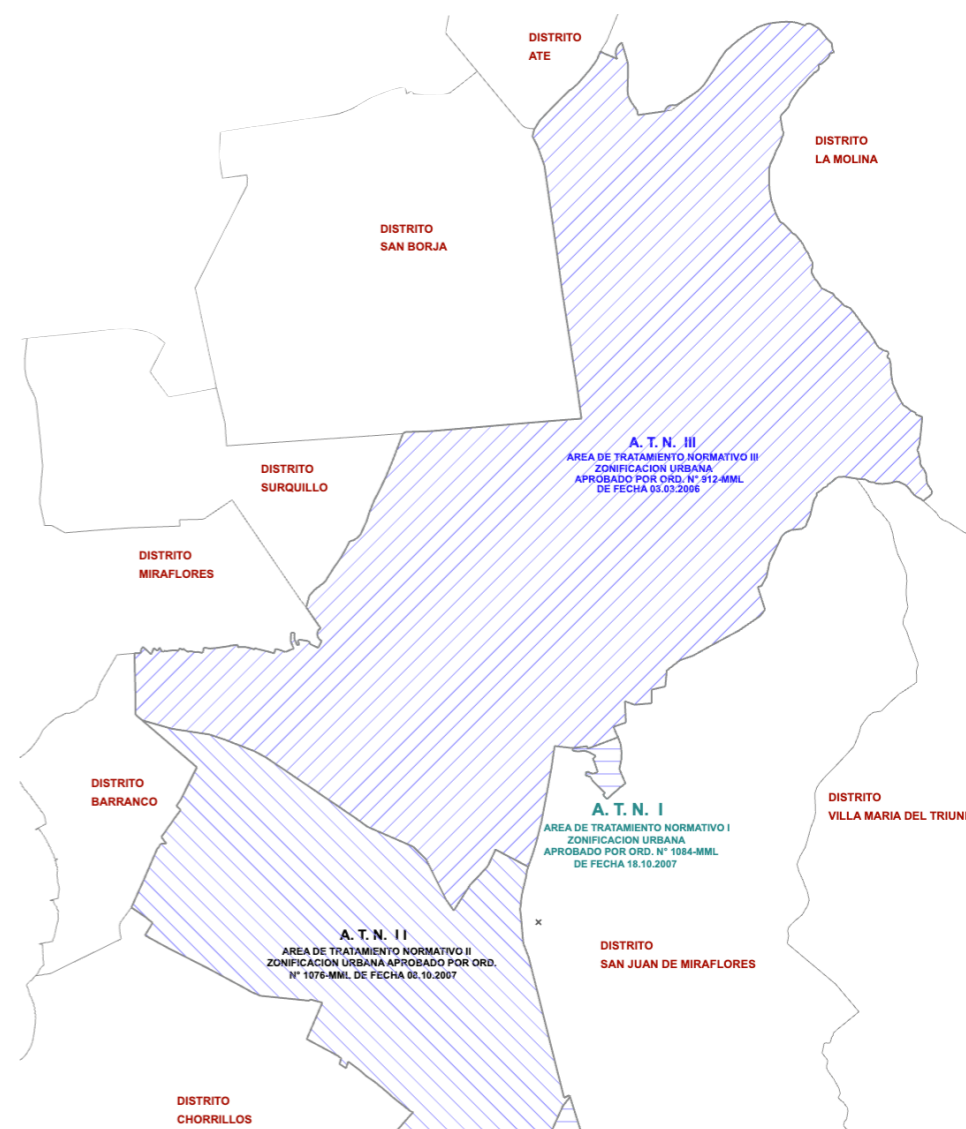 DISTRITO
ATE
DISTRITO
LA MOLINA
DISTRITO
SAN BORJA
A. T. N. III
AREA DE TRATAMIENTO NORMATIVO III
ZONIFICACION URBANA
APROBADO POR ORD. N° 912-MML
DE FECHA 03.03.2006
DISTRITO
SURQUILLO
DISTRITO
MIRAFLORES
DISTRITO
BARRANCO
DISTRITO
VILLA MARIA DEL TRIUN
A. T. N. I
AREA DE TRATAMIENTO NORMATIVO I
ZONIFICACION URBANA
APROBADO POR ORD. N° 1084-MML
DE FECHA 18.10.2007
A. T. N. II
AREA DE TRATAMIENTO NORMATIVO II
ZONIFICACION URBANA APROBADO POR ORD.
N° 1076-MML DE FECHA 08.10.2007
DISTRITO
SAN JUAN DE MIRAFLORES
DISTRITO
CHORRILLOS